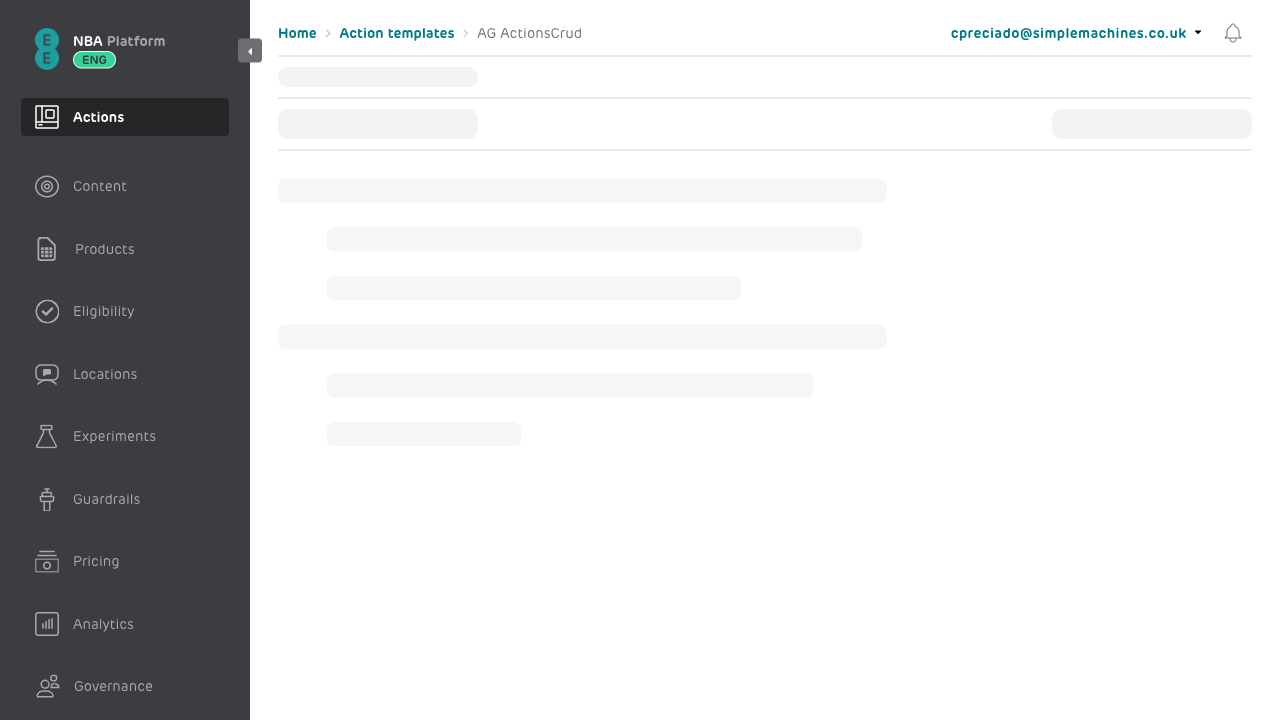 EE
NBA Platform
ENG
Actions
Content
Products
Eligibility
Locations
Experiments
Guardrails
Pricing
Analytics
Governance
Home > Action templates > AG ActionsCrud
cpreciado@simplemachines.co.uk